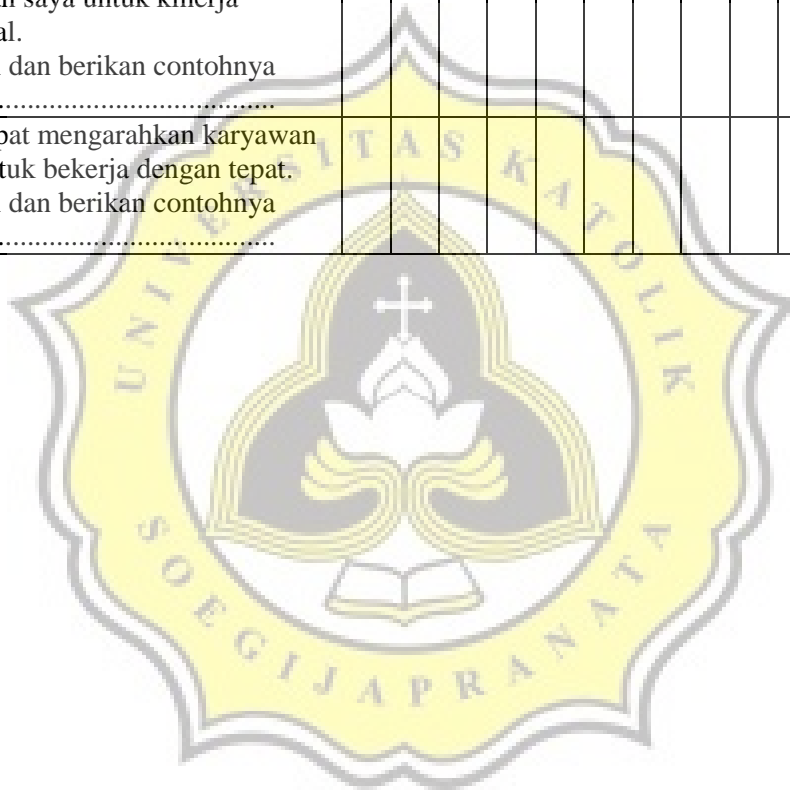 saya untuk kinerja
al.
dan berikan contohnya
......................................
pat mengarahkan karyawan
tuk bekerja dengan tepat.
dan berikan contohnya
......................................
UNIVERSITAS KATOLIK
SOEGIJAPRANATA